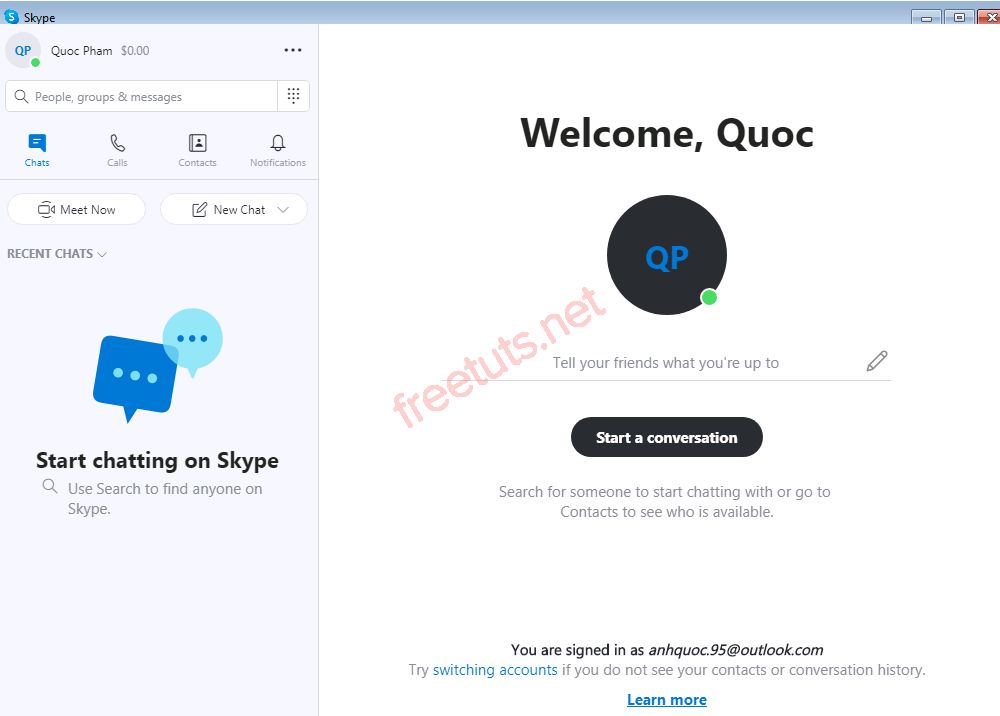 Skype
QP Quoc Pham $0.00
People, groups & messages
Chats Calls Contacts Notifications
Meet Now New Chat
RECENT CHATS
Start chatting on Skype
Use Search to find anyone on
Skype.
Welcome, Quoc
QP
freetuts.net
Tell your friends what you're up to
Start a conversation
Search for someone to start chatting with or go to
Contacts to see who is available.
You are signed in as anhquoc.95@outlook.com
Try switching accounts if you do not see your contacts or conversation history.
Learn more